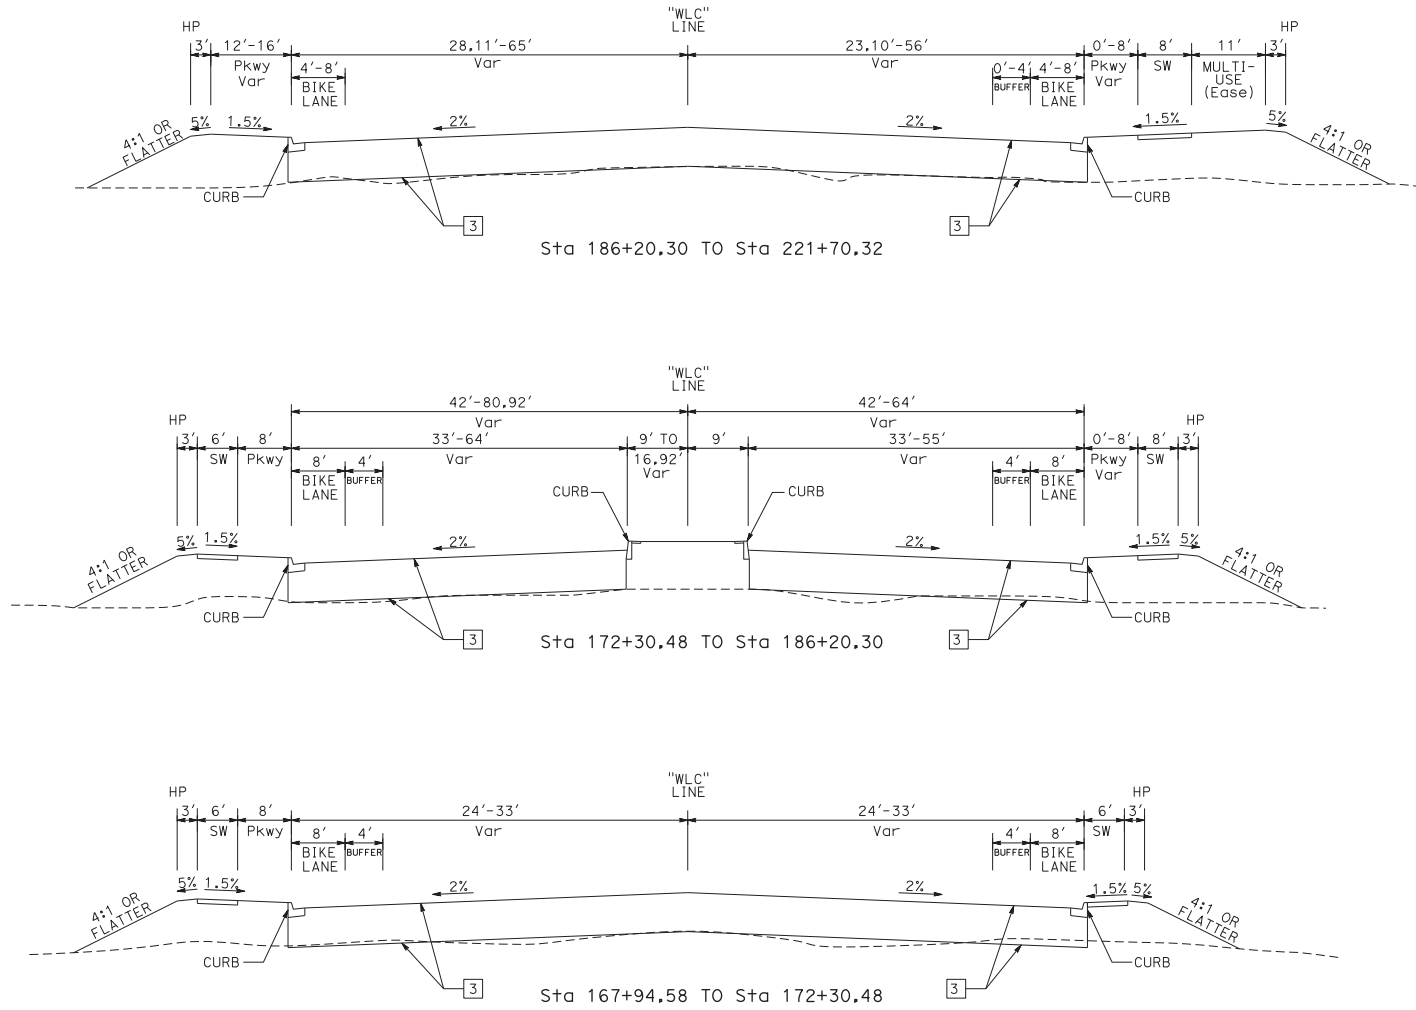 "WLC"
LINE
HP
HP
3' 12'-16' 28.11'-65' 23.10'-56' 0'-8' 8' 11' 3'
Pkwy
Var
Var
Var
Pkwy
Var
SW
MULTI-
USE
(Ease)
4'-8'
BIKE
LANE
0'-4'
BUFFER
4'-8'
BIKE
LANE
4:1 OR
FLATTER
5% 1.5% 2% 2% 1.5% 5%
4:1 OR
FLATTER
CURB
CURB
3
3
Sta 186+20.30 TO Sta 221+70.32
"WLC"
LINE
42'-80.92' 42'-64'
Var
Var
HP
HP
3' 6' 8' 33'-64' 9' TO 9' 33'-55' 0'-8' 8' 3'
SW
Pkwy
Var
16.92'
Var
Var
Pkwy
Var
SW
8'
BIKE
LANE
4'
BUFFER
4'
BUFFER
8'
BIKE
LANE
CURB
CURB
4:1 OR
FLATTER
5% 1.5% 2% 2% 1.5% 5%
4:1 OR
FLATTER
CURB
CURB
3
3
Sta 172+30.48 TO Sta 186+20.30
"WLC"
LINE
HP
HP
3' 6' 8' 24'-33' 24'-33' 6' 3'
SW
Pkwy
Var
Var
SW
8'
BIKE
LANE
4'
BUFFER
4'
BUFFER
8'
BIKE
LANE
4:1 OR
FLATTER
5% 1.5% 2% 2% 1.5% 5%
4:1 OR
FLATTER
CURB
CURB
3
3
Sta 167+94.58 TO Sta 172+30.48